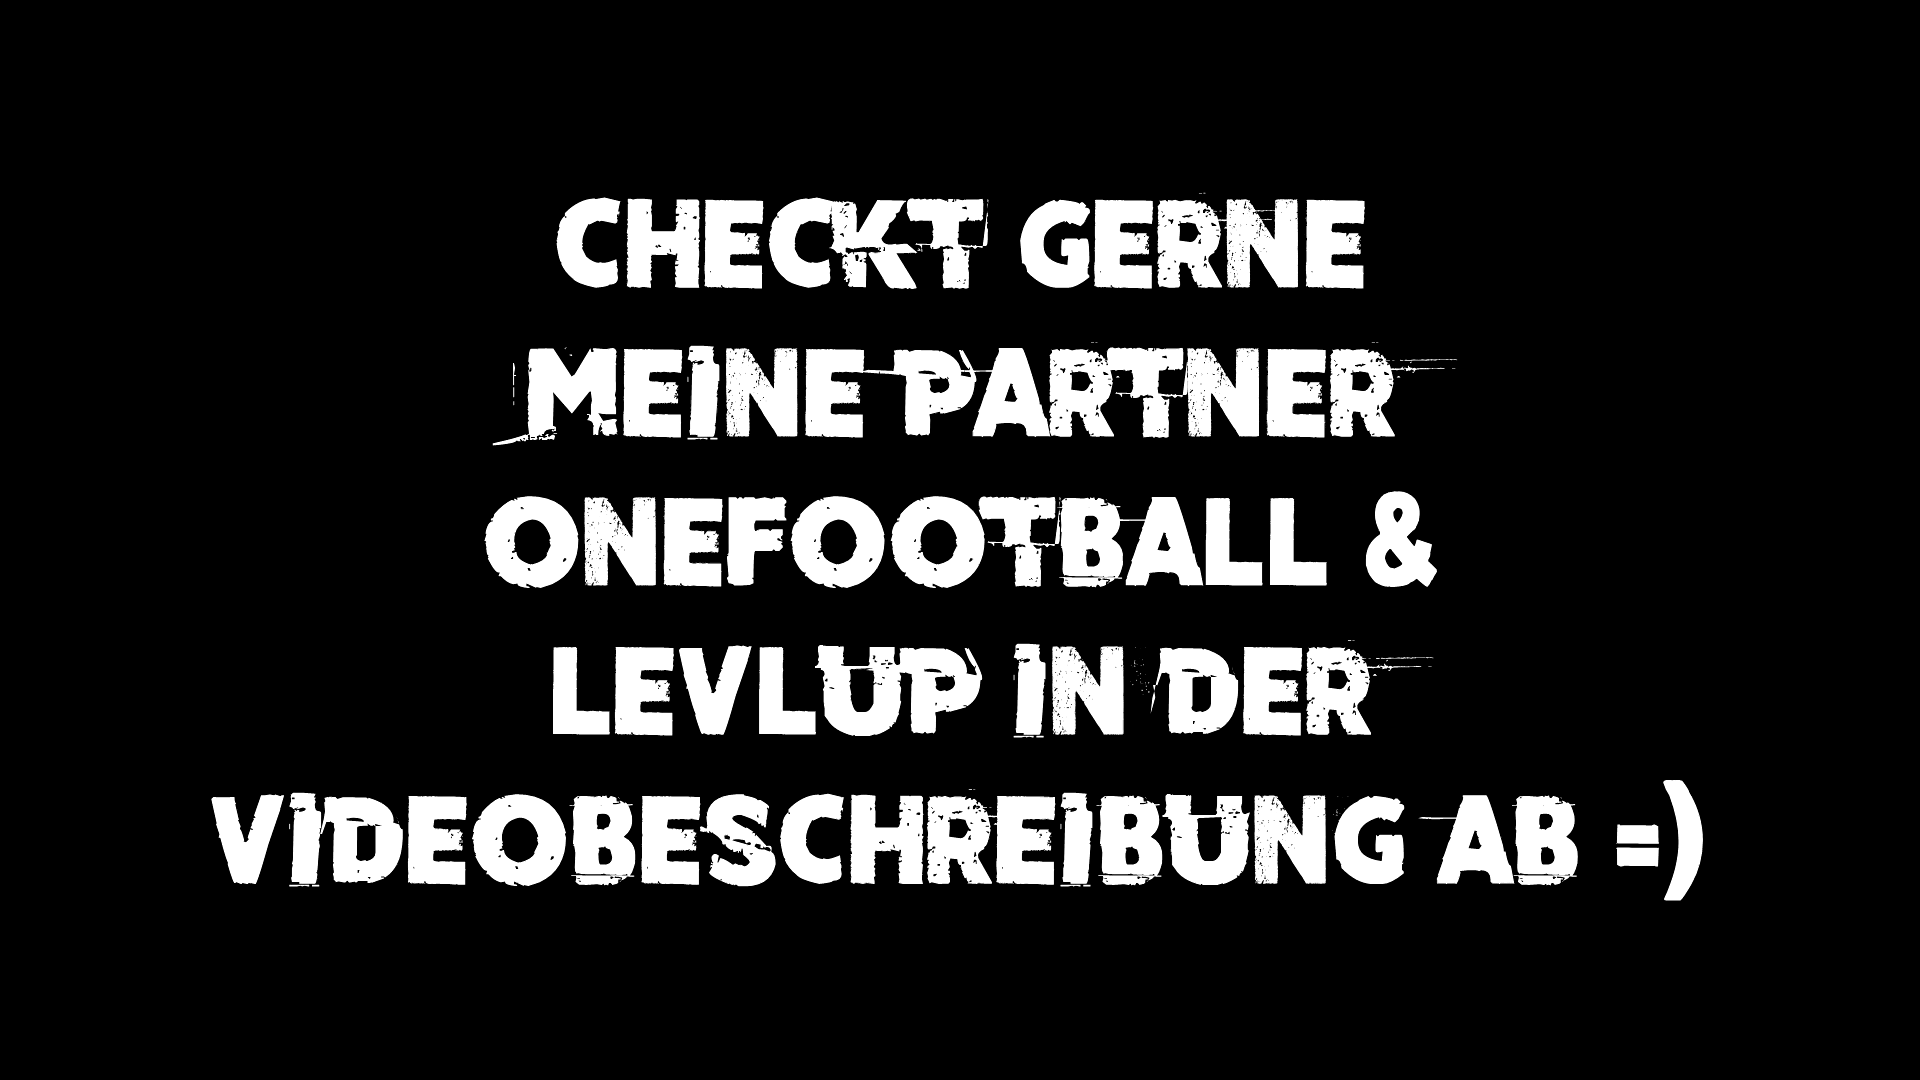 CHECKT GERNE
MEINE PARTNER
ONEFOOTBALL &
LEVLUP IN DER
VIDEOBESCHREIBUNG AB =)